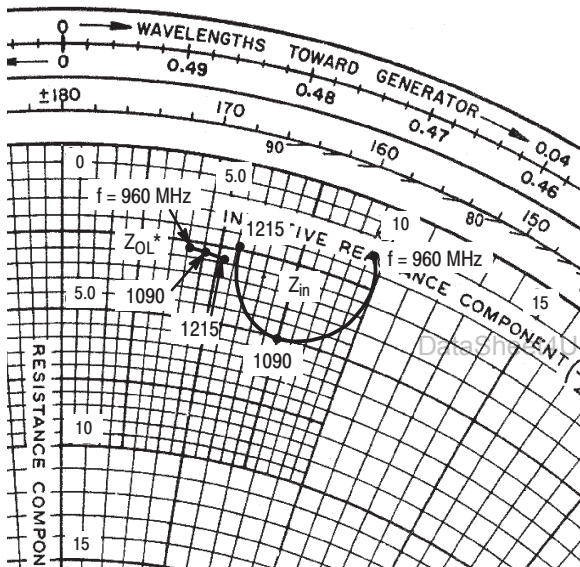 0 → WAVELENGTHS TOWARD GENERATOR → 0.04
← 0 0.49 0.48 0.47 0.46
±180 170 160 150
90 80
0 5.0 10 15
f = 960 MHz
1215
f = 960 MHz
ZOL*
Zin
5.0
1090
1215
1090
RESISTANCE COMPON
REACTANCE COMPONENT
10
15